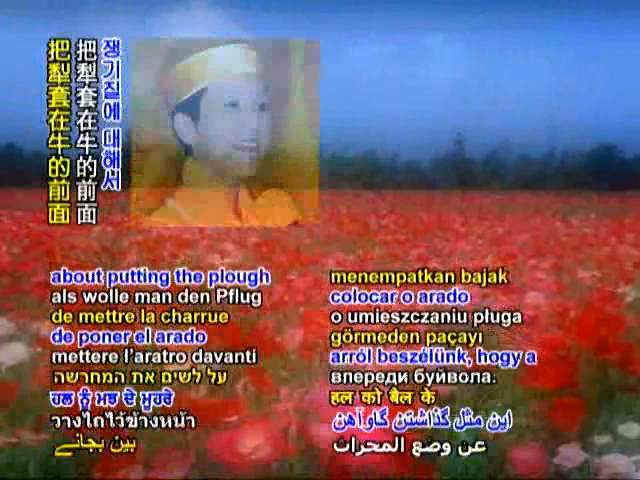 把犁套在牛的前面
把犁套在牛的前面
쟁기질에 대해서
about putting the plough
als wolle man den Pflug
de mettre la charrue
de poner el arado
mettere l'aratro davanti
על לשים את המחרשה
ਹਲ ਨੂੰ ਮਝ ਦੇ ਮੂਹਰੇ
วางไถไว้ข้างหน้า
بين بجانے
menempatkan bajak
colocar o arado
o umieszczaniu pługa
görmeden paçayı
arról beszélünk, hogy a
впереди буйвола.
हल को बैल के
این مثل گذاشتن گاوآهن
عن وضع المحراث